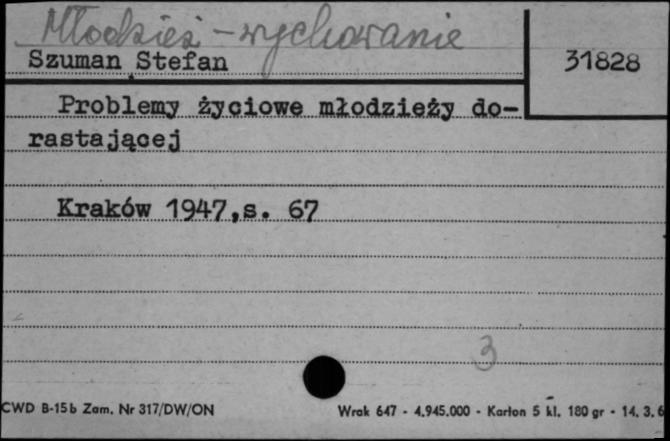 Młodzież - wychowanie
Szuman Stefan
31828
Problemy życiowe młodzieży do-
rastającej
Kraków 1947,s. 67
3
CWD B-15b Zam. Nr 317/DW/ON
Wrak 647 - 4.945.000 - Karton 5 kl. 180 gr - 14. 3. 6